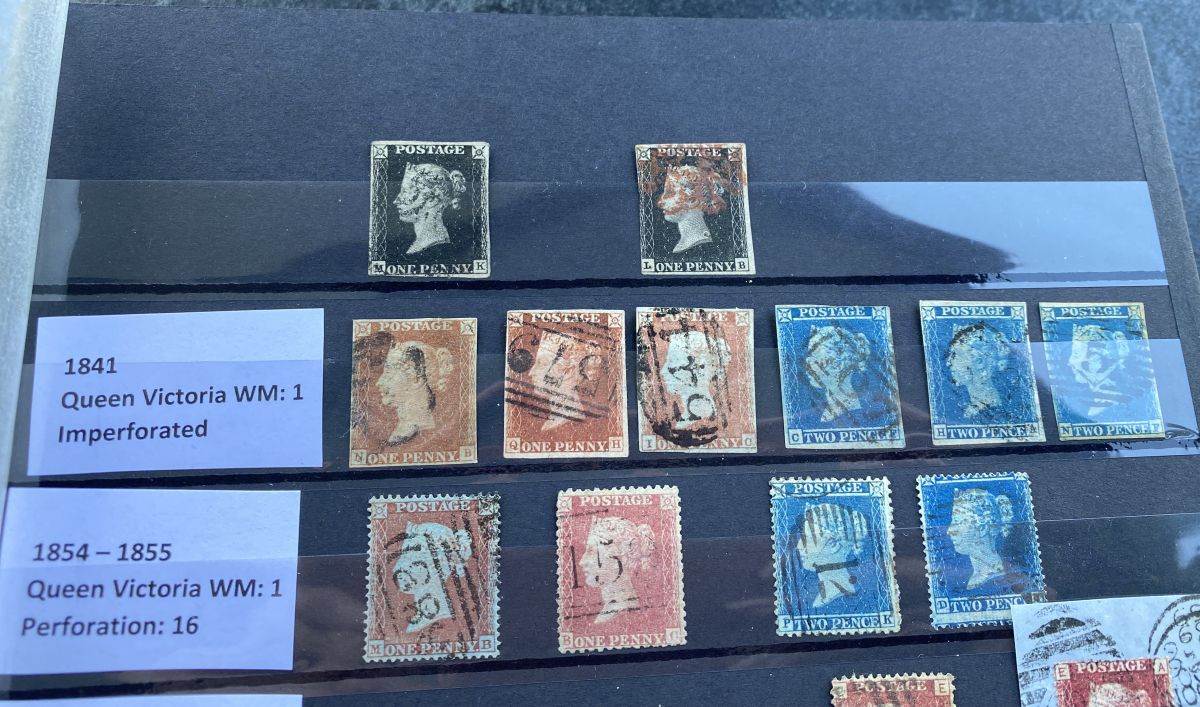 POSTAGE
M ONE PENNY K
POSTAGE
L ONE PENNY B
1841
Queen Victoria WM: 1
Imperforated
POSTAGE
N ONE PENNY B
POSTAGE
Q ONE PENNY H
POSTAGE
I ONE PENNY C
POSTAGE
TWO PENCE
POSTAGE
H TWO PENCE
POSTAGE
N TWO PENCE
1854 – 1855
Queen Victoria WM: 1
Perforation: 16
POSTAGE
M ONE PENNY B
POSTAGE
15
B ONE PENNY C
POSTAGE
P TWO PENCE K
POSTAGE
D TWO PENCE
POSTAGE E
E POSTAGE A